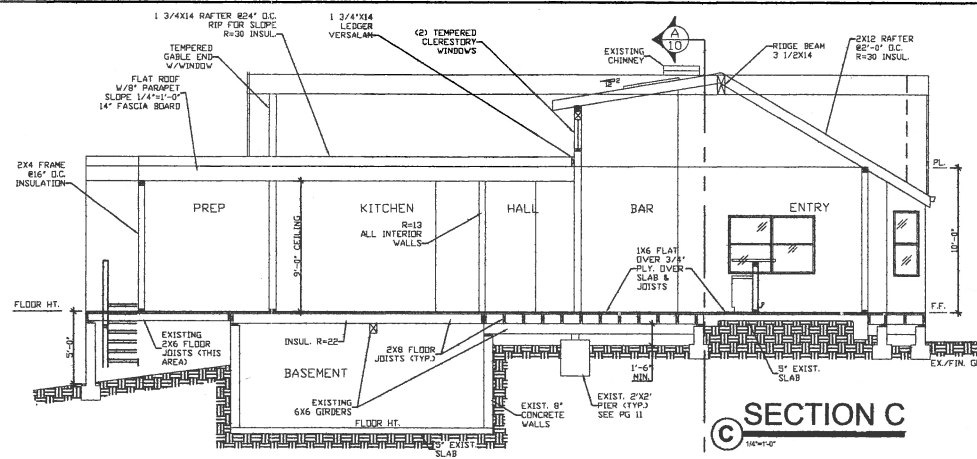 1 3/4X14 RAFTER @24" O.C.
RIP FOR SLOPE
R=30 INSUL.
1 3/4"X14
LEDGER
VERSALAM
(2) TEMPERED
CLERESTORY
WINDOWS
A
10
EXISTING
CHIMNEY
RIDGE BEAM
3 1/2X14
2X12 RAFTER
@2'-0" O.C.
R=30 INSUL.
TEMPERED
GABLE END
W/WINDOW
FLAT ROOF
W/8" PARAPET
SLOPE 1/4"=1'-0"
14" FASCIA BOARD
12
2
2X4 FRAME
@16" O.C.
INSULATION
PL.
PREP
KITCHEN
HALL
BAR
ENTRY
9'-0" CEILING
R=13
ALL INTERIOR
WALLS
10'-0"
1X6 FLAT
OVER 3/4"
PLY. OVER
SLAB &
JOISTS
FLOOR HT.
F.F.
5'-0"
EXISTING
2X6 FLOOR
JOISTS (THIS
AREA)
INSUL. R=22
2X8 FLOOR
JOISTS (TYP.)
1'-6"
MIN.
5" EXIST.
SLAB
EX./FIN. G
BASEMENT
EXISTING
6X6 GIRDERS
EXIST. 8"
CONCRETE
WALLS
EXIST. 2'X2'
PIER (TYP.)
SEE PG 11
FLOOR HT.
5" EXIST.
SLAB
C
SECTION C
1/4"=1'-0"